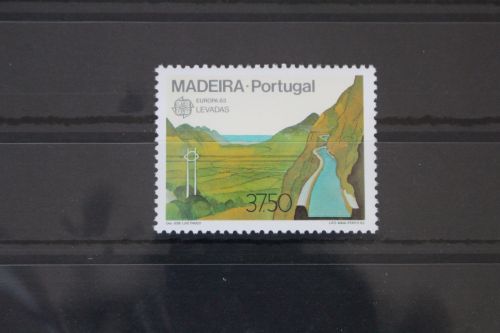 MADEIRA · Portugal
EUROPA 83
LEVADAS
37.50